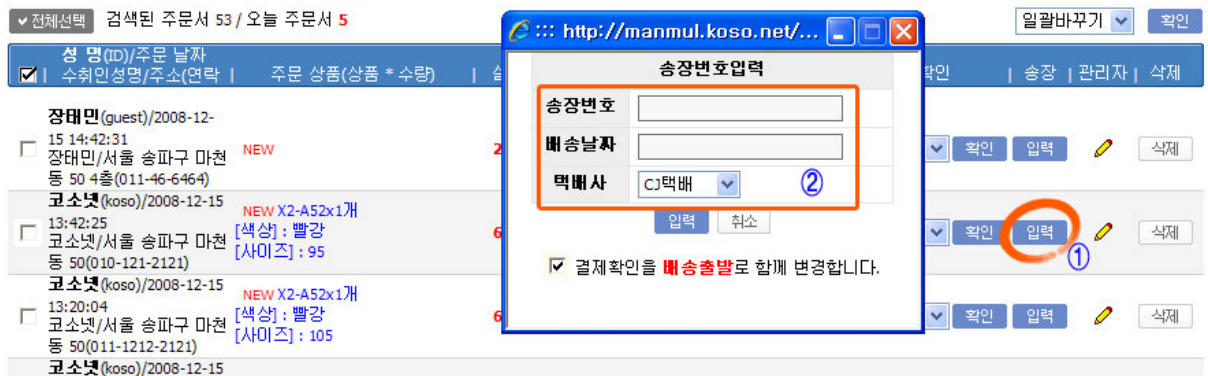 전체선택 검색된 주문서 53 / 오늘 주문서 5
일괄바꾸기 확인
성 명(ID)/주문 날짜
수취인성명/주소(연락 | 주문 상품(상품 * 수량) |
확인 | 송장 | 관리자 | 삭제
장태민(guest)/2008-12-
15 14:42:31
장태민/서울 송파구 마천
동 50 4층(011-46-6464)
NEW
2
확인 입력 삭제
코소넷(koso)/2008-12-15
13:42:25
코소넷/서울 송파구 마천
동 50(010-121-2121)
NEW X2-A52x1개
[색상] : 빨강
[사이즈] : 95
6
확인 입력 삭제
①
코소넷(koso)/2008-12-15
13:20:04
코소넷/서울 송파구 마천
동 50(011-1212-2121)
NEW X2-A52x1개
[색상] : 빨강
[사이즈] : 105
6
확인 입력 삭제
코소넷(koso)/2008-12-15
::: http://manmul.koso.net/...
송장번호입력
송장번호
배송날짜
택배사 CJ택배
②
입력 취소
결제확인을 배송출발로 함께 변경합니다.